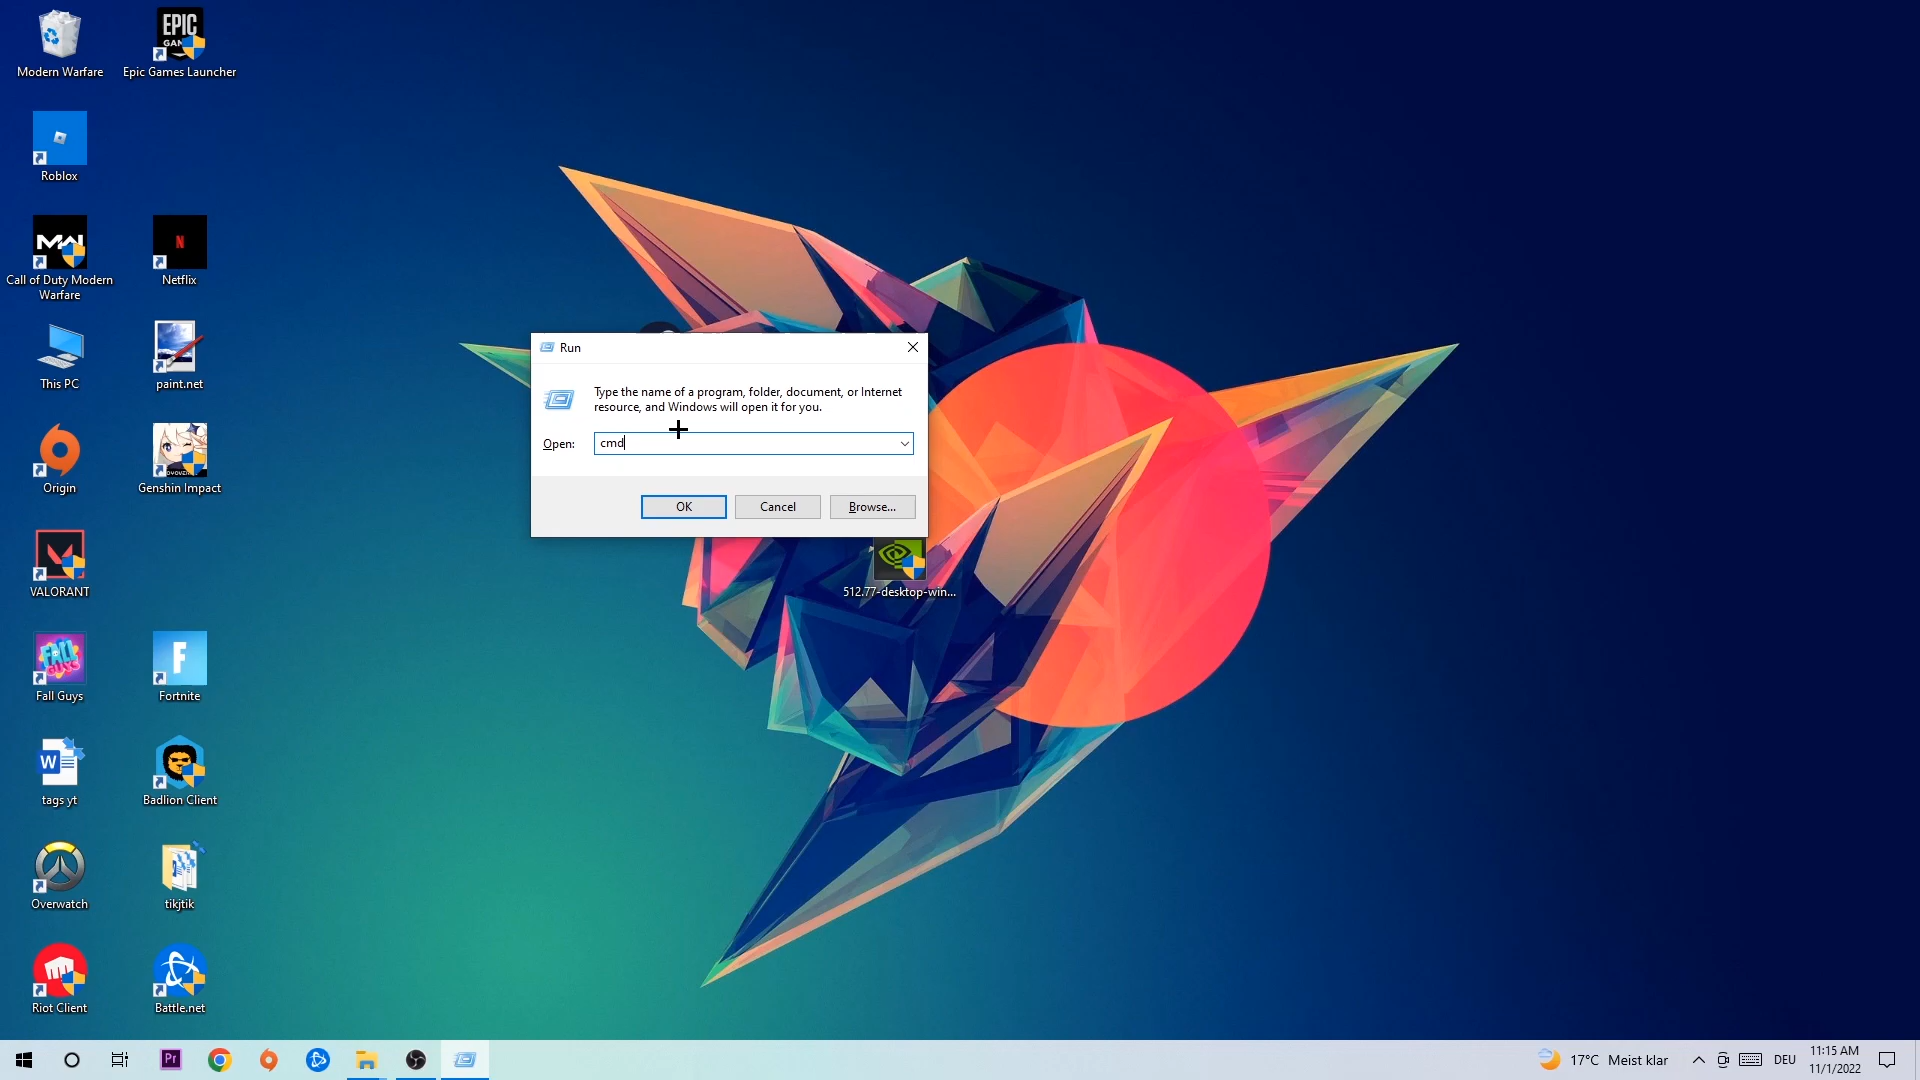 Modern Warfare
EPIC
GAMES
Epic Games Launcher
Roblox
Call of Duty Modern
Warfare
N
Netflix
This PC
paint.net
Origin
Genshin Impact
VALORANT
Fall Guys
F
Fortnite
W
tags yt
Badlion Client
Overwatch
tikjtik
Riot Client
Battle.net
Run
Type the name of a program, folder, document, or Internet
resource, and Windows will open it for you.
Open:
cmd
OK
Cancel
Browse...
512.77-desktop-win...
Pr
17°C Meist klar
DEU
11:15 AM
11/1/2022